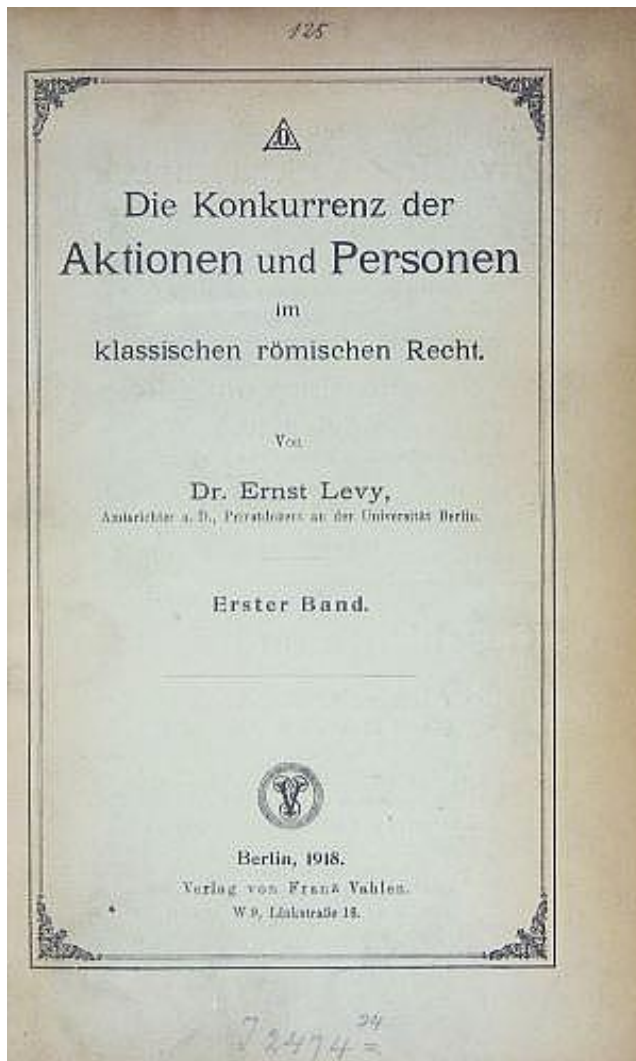 125
Die Konkurrenz der
Aktionen und Personen
im
klassischen römischen Recht.
Von
Dr. Ernst Levy,
Amtsrichter a. D., Privatdozent an der Universität Berlin.
Erster Band.
Berlin, 1918.
Verlag von Franz Vahlen.
W 9, Linkstraße 16.